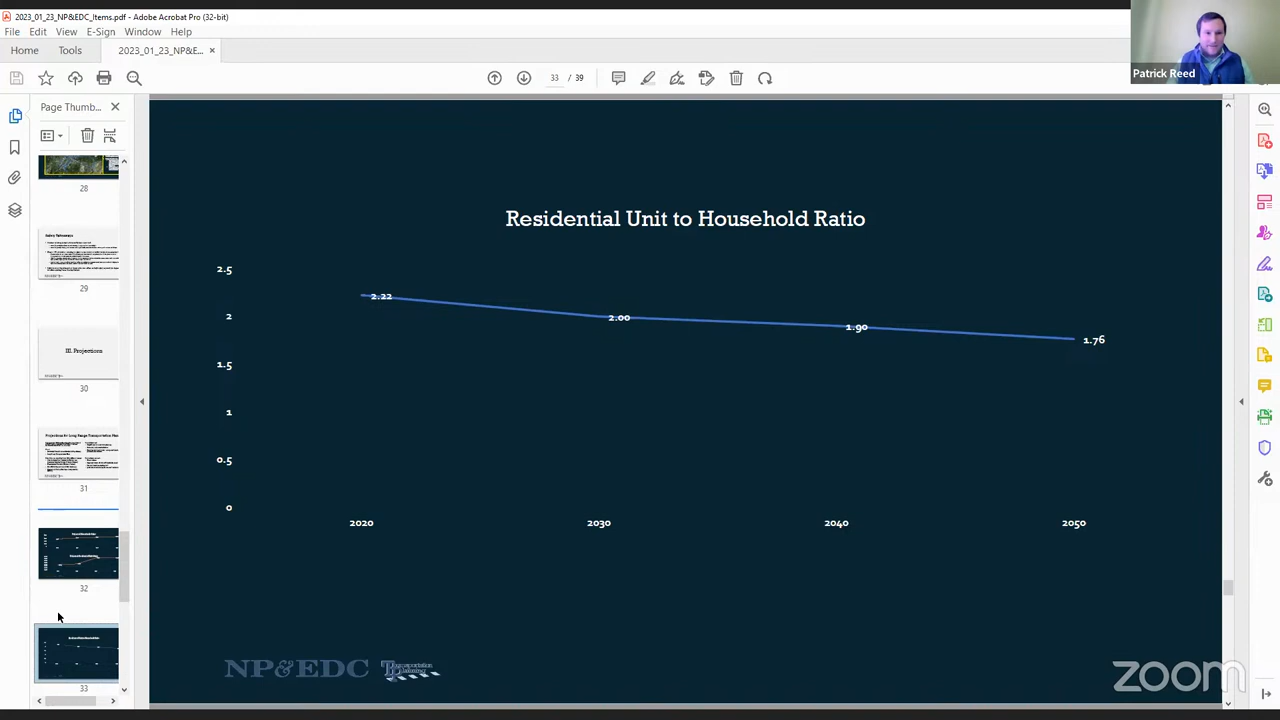 2023_01_23_NP&EDC_Items.pdf - Adobe Acrobat Pro (32-bit)
File Edit View E-Sign Window Help
Home Tools 2023_01_23_NP&E... ×
33 / 39
Patrick Reed
Page Thumb...
28
29
III. Projections
30
31
32
33
Residential Unit to Household Ratio
2.5
2
1.5
1
0.5
0
2.22
2.00
1.90
1.76
2020 2030 2040 2050
NP&EDC Transportation Planning
zoom